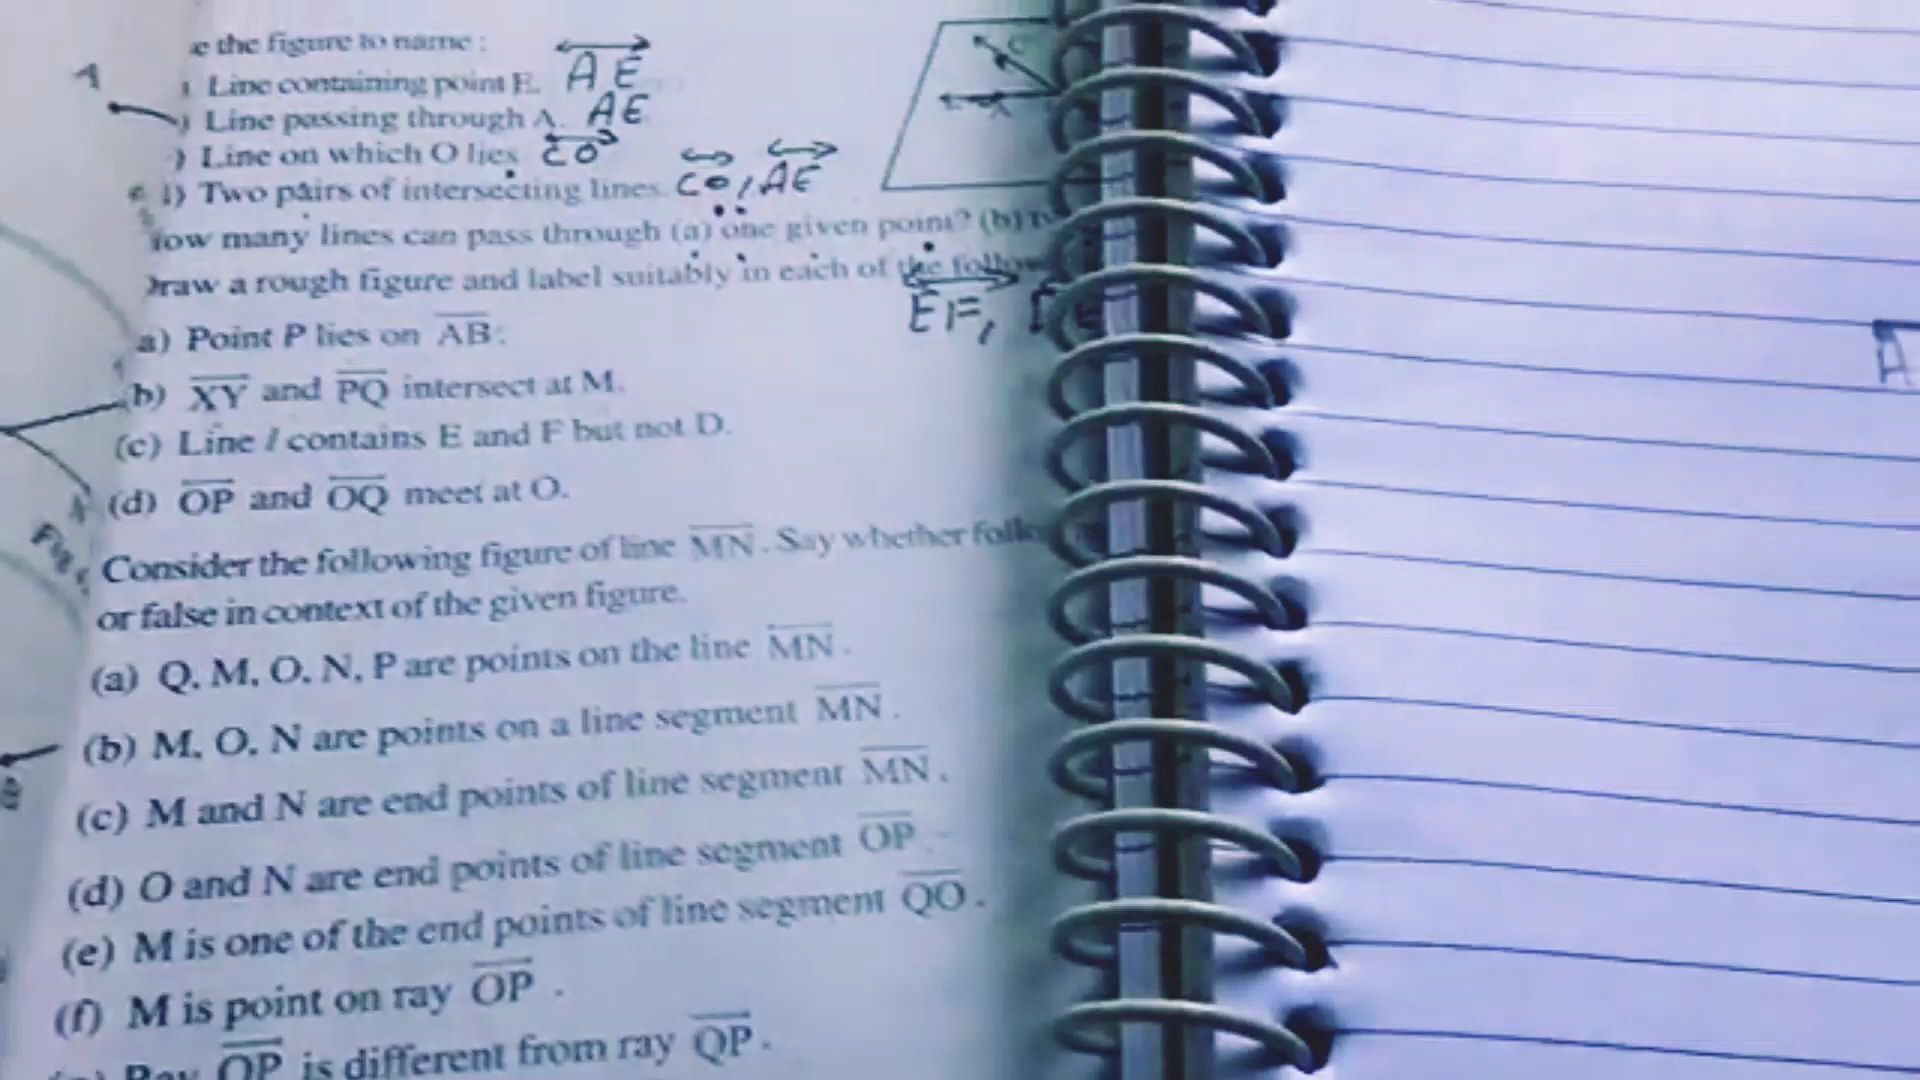 e the figure to name :
Line containing point E. AE
) Line passing through A. AE
) Line on which O lies CO
) Two pairs of intersecting lines. CO, AE
ow many lines can pass through (a) one given point? (b)
Draw a rough figure and label suitably in each of the follow
EF,
a) Point P lies on AB.
(b) XY and PQ intersect at M.
(c) Line l contains E and F but not D.
(d) OP and OQ meet at O.
Consider the following figure of line MN. Say whether follo
or false in context of the given figure.
(a) Q, M, O, N, P are points on the line MN.
(b) M, O, N are points on a line segment MN.
(c) M and N are end points of line segment MN.
(d) O and N are end points of line segment OP.
(e) M is one of the end points of line segment QO.
(f) M is point on ray OP.
Ray OP is different from ray QP.
A
C
A
Fig
A